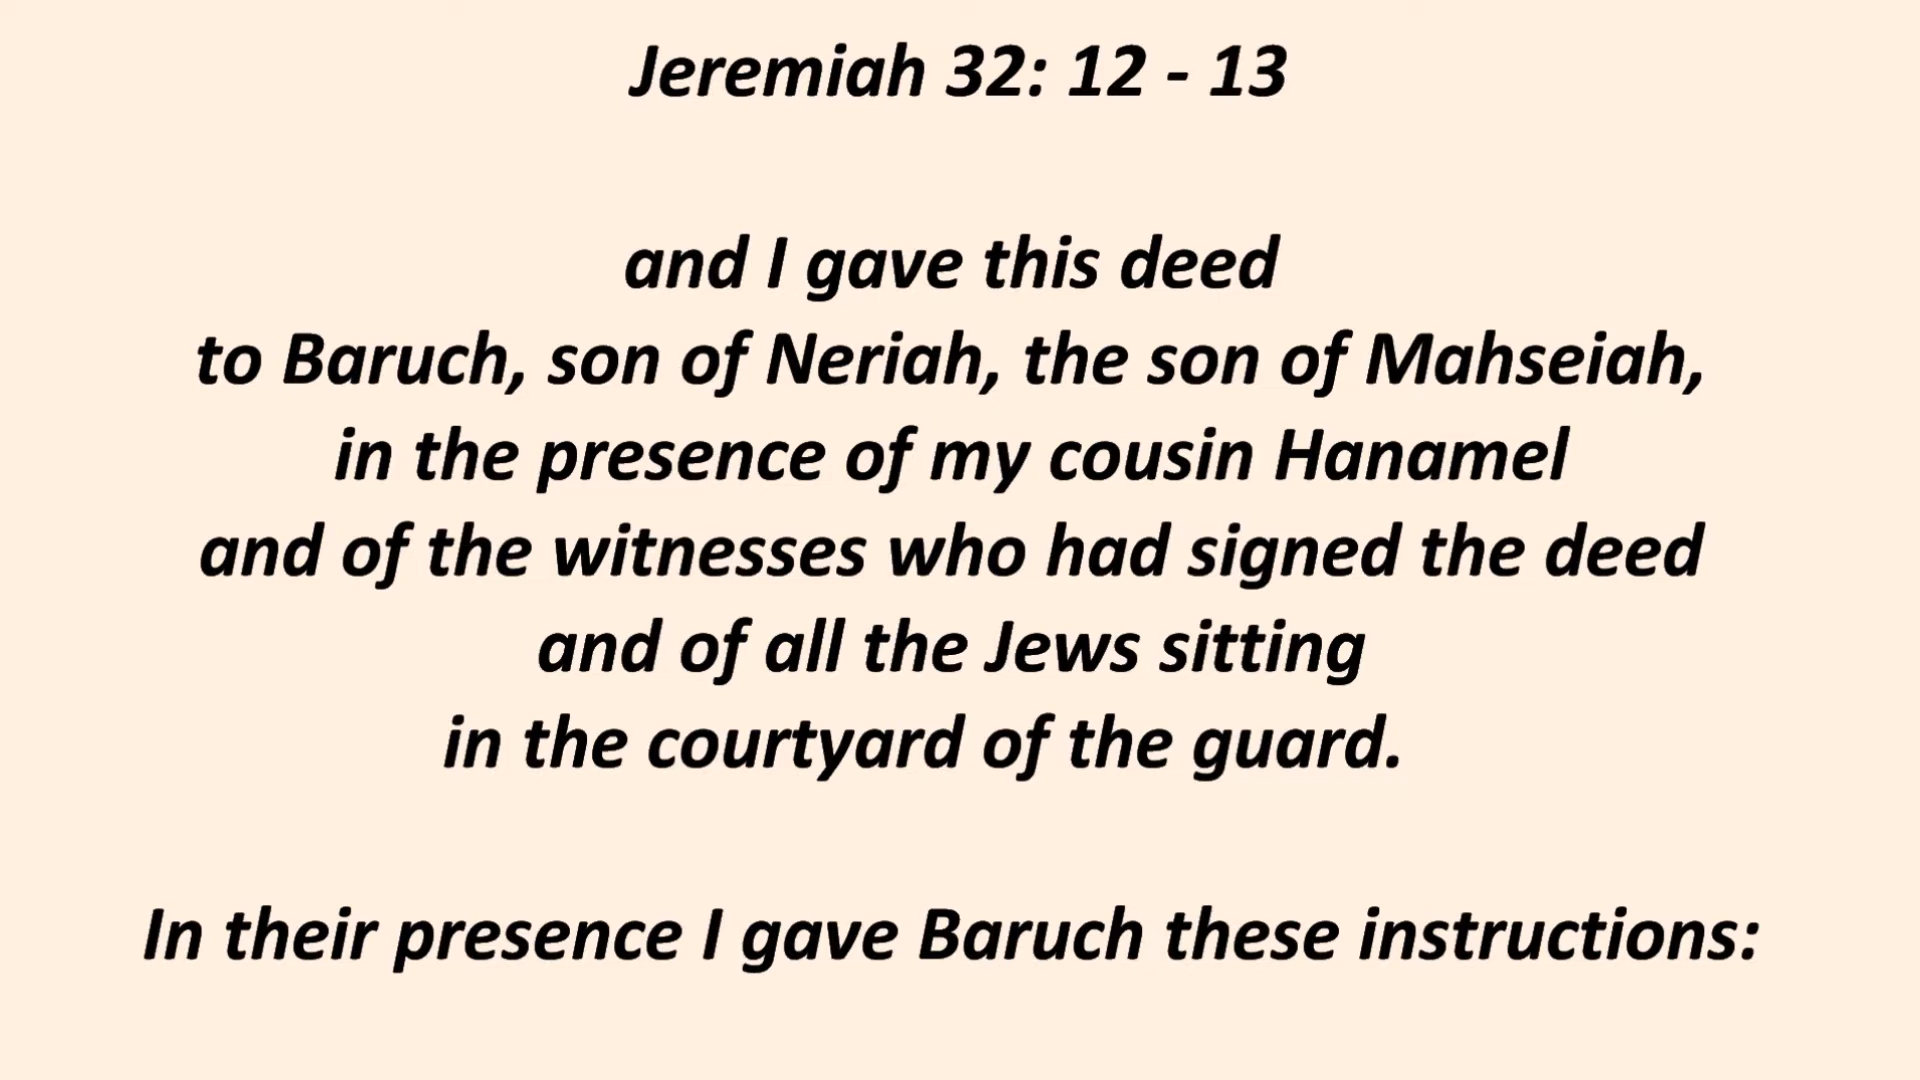 Jeremiah 32: 12 - 13
and I gave this deed
to Baruch, son of Neriah, the son of Mahseiah,
in the presence of my cousin Hanamel
and of the witnesses who had signed the deed
and of all the Jews sitting
in the courtyard of the guard.
In their presence I gave Baruch these instructions: